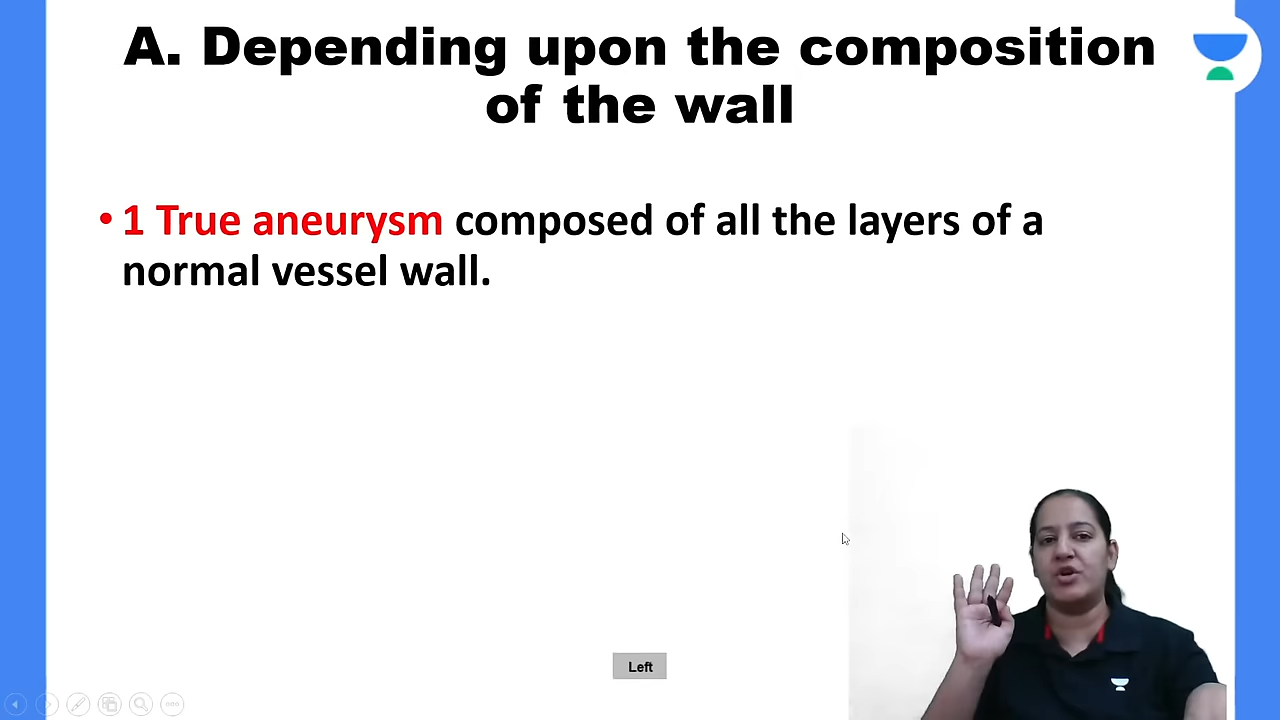 A. Depending upon the composition
of the wall
• 1 True aneurysm composed of all the layers of a
normal vessel wall.
Left